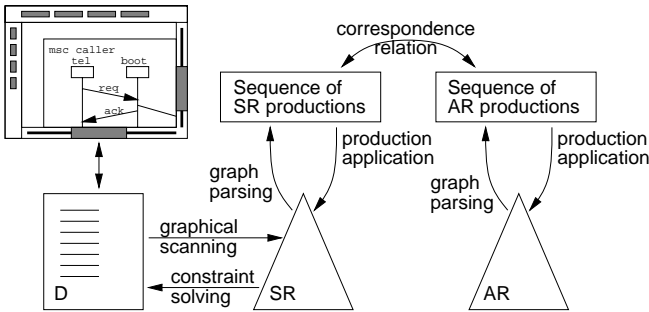 msc caller
tel boot
req
ack
correspondence
relation
Sequence of
SR productions
Sequence of
AR productions
production
application
production
application
graph
parsing
graph
parsing
graphical
scanning
constraint
solving
D
SR
AR